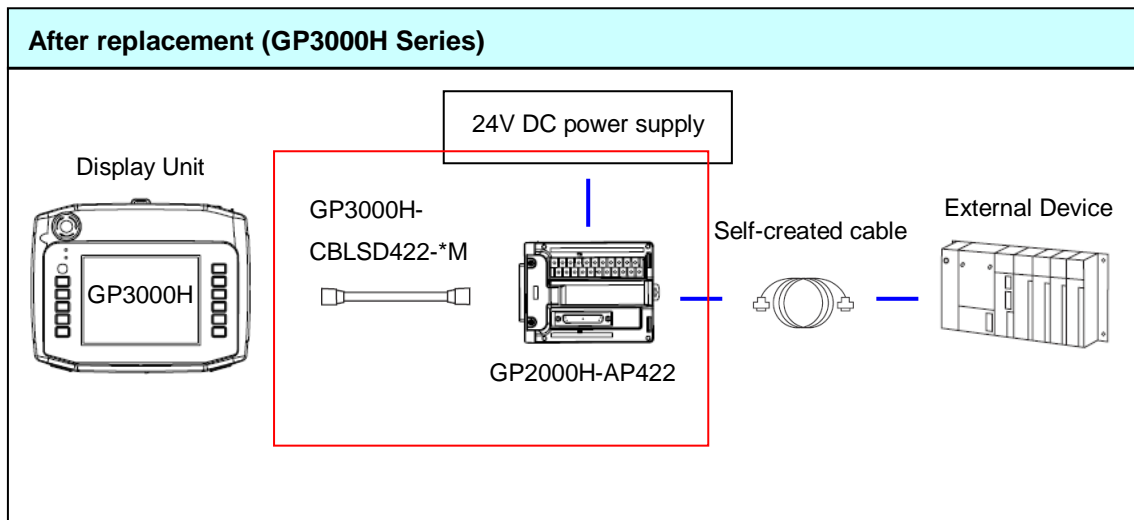 After replacement (GP3000H Series)
24V DC power supply
Display Unit
GP3000H-
CBLSD422-*M
External Device
Self-created cable
GP3000H
GP2000H-AP422